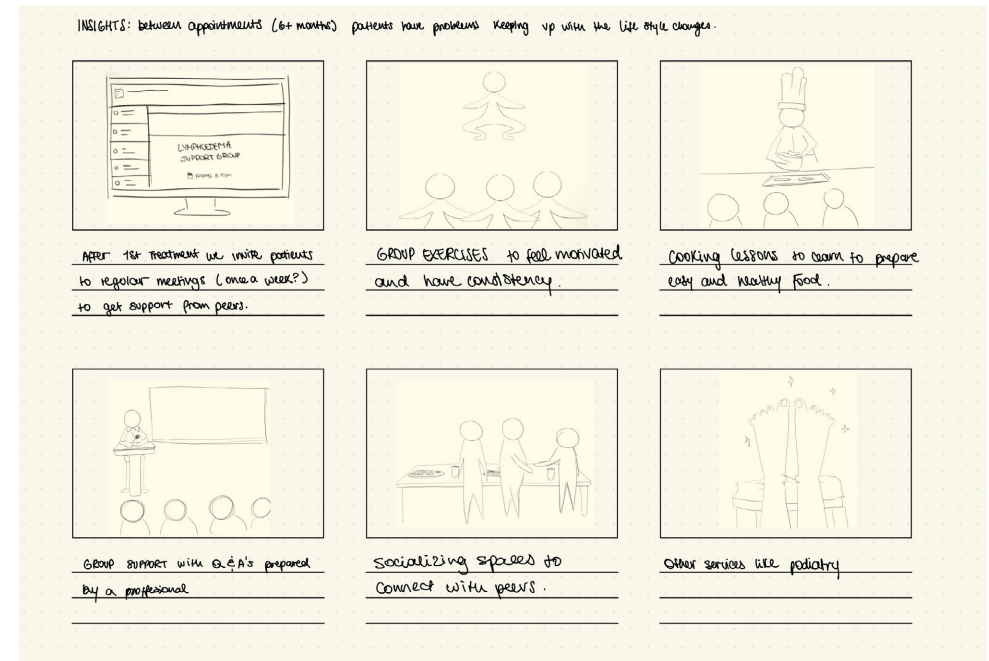 INSIGHTS: between appointments (6+ months) patients have problems keeping up with the life style changes.
LYMPHOEDEMA
SUPPORT GROUP
AFTER 1st Treatment we invite patients
to regular meetings (once a week?)
to get support from peers.
GROUP EXERCISES to feel motivated
and have consistency.
Cooking lessons to learn to prepare
easy and healthy food.
GROUP SUPPORT with Q & A's prepared
by a proffesional
Socializing spaces to
connect with peers.
Other services like podiatry